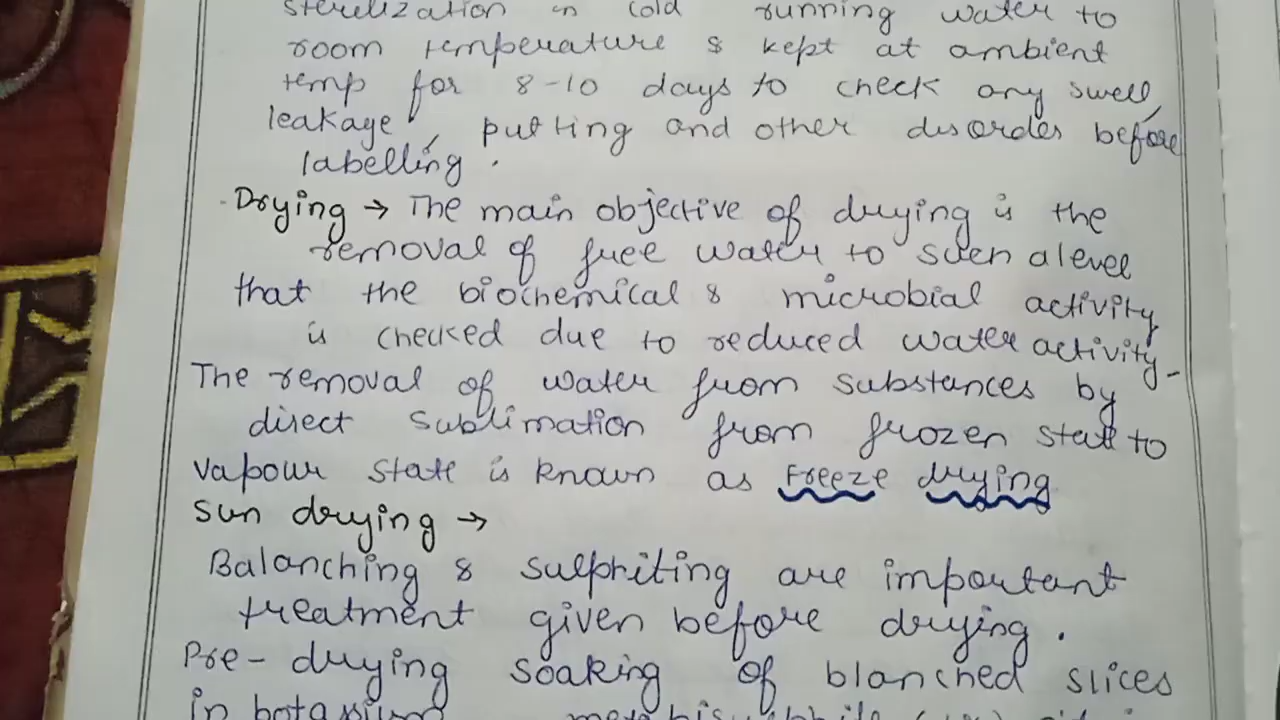 sterilization in cold running water to
room temperature & kept at ambient
temp for 8-10 days to check any swell,
leakage, putting and other disorder before
labelling.
Drying → The main objective of drying is the
removal of free water to such a level
that the biochemical & microbial activity
is checked due to reduced water activity-
The removal of water from substances by
direct sublimation from frozen state to
vapour state is known as Freeze drying
Sun drying →
Balanching & sulphiting are important
treatment given before drying.
Pre-drying soaking of blanched slices
in potassium